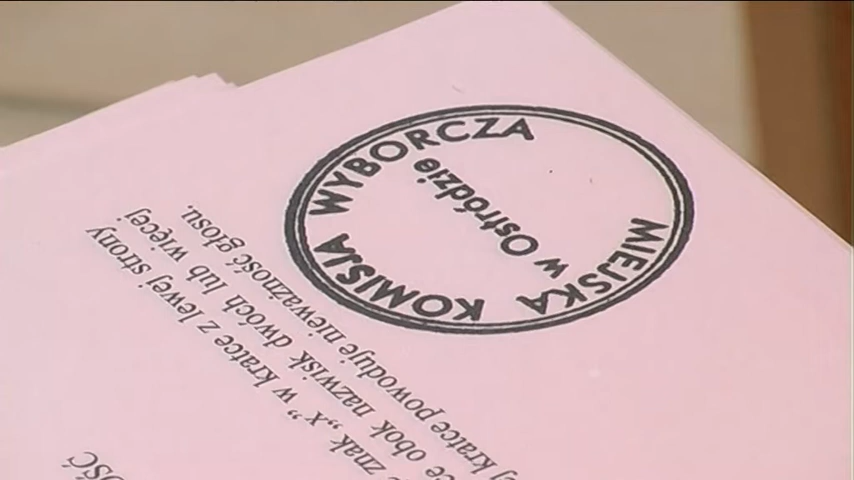 MIEJSKA KOMISJA WYBORCZA
w Ostródzie
znak „x” w kratce z lewej strony
obok nazwisk dwóch lub więcej
kratce powoduje nieważność głosu.